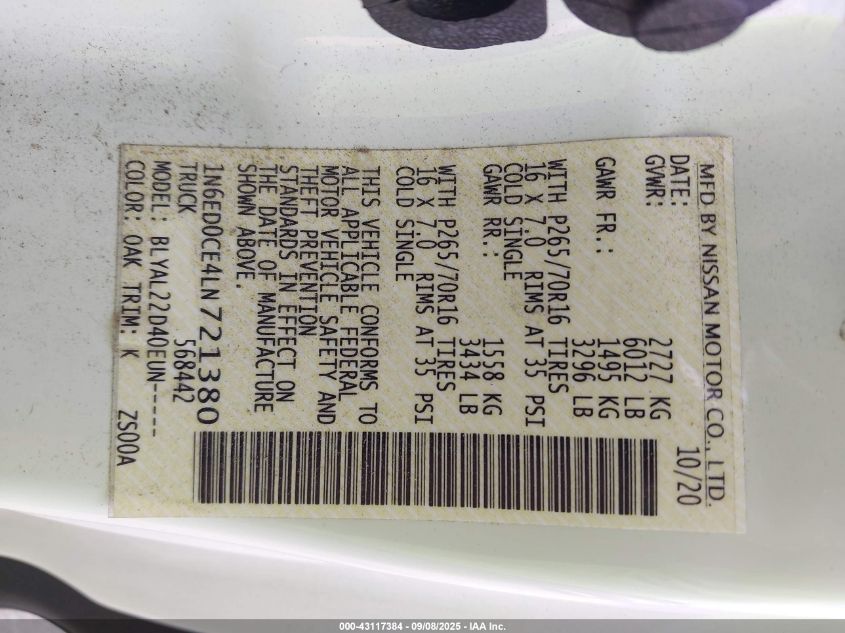 MFD BY NISSAN MOTOR CO., LTD.
DATE: 10/20
GVWR: 2727 KG
6012 LB
GAWR FR.: 1495 KG
3296 LB
WITH P265/70R16 TIRES
16 X 7.0 RIMS AT 35 PSI
COLD SINGLE
GAWR RR.: 1558 KG
3434 LB
WITH P265/70R16 TIRES
16 X 7.0 RIMS AT 35 PSI
COLD SINGLE
THIS VEHICLE CONFORMS TO
ALL APPLICABLE FEDERAL
MOTOR VEHICLE SAFETY AND
THEFT PREVENTION
STANDARDS IN EFFECT ON
THE DATE OF MANUFACTURE
SHOWN ABOVE.
1N6ED0CE4LN721380
TRUCK 568442
MODEL: BLYAL22D40EUN-----
COLOR: QAK TRIM: K ZS00A
000-43117384 - 09/08/2025 - IAA Inc.